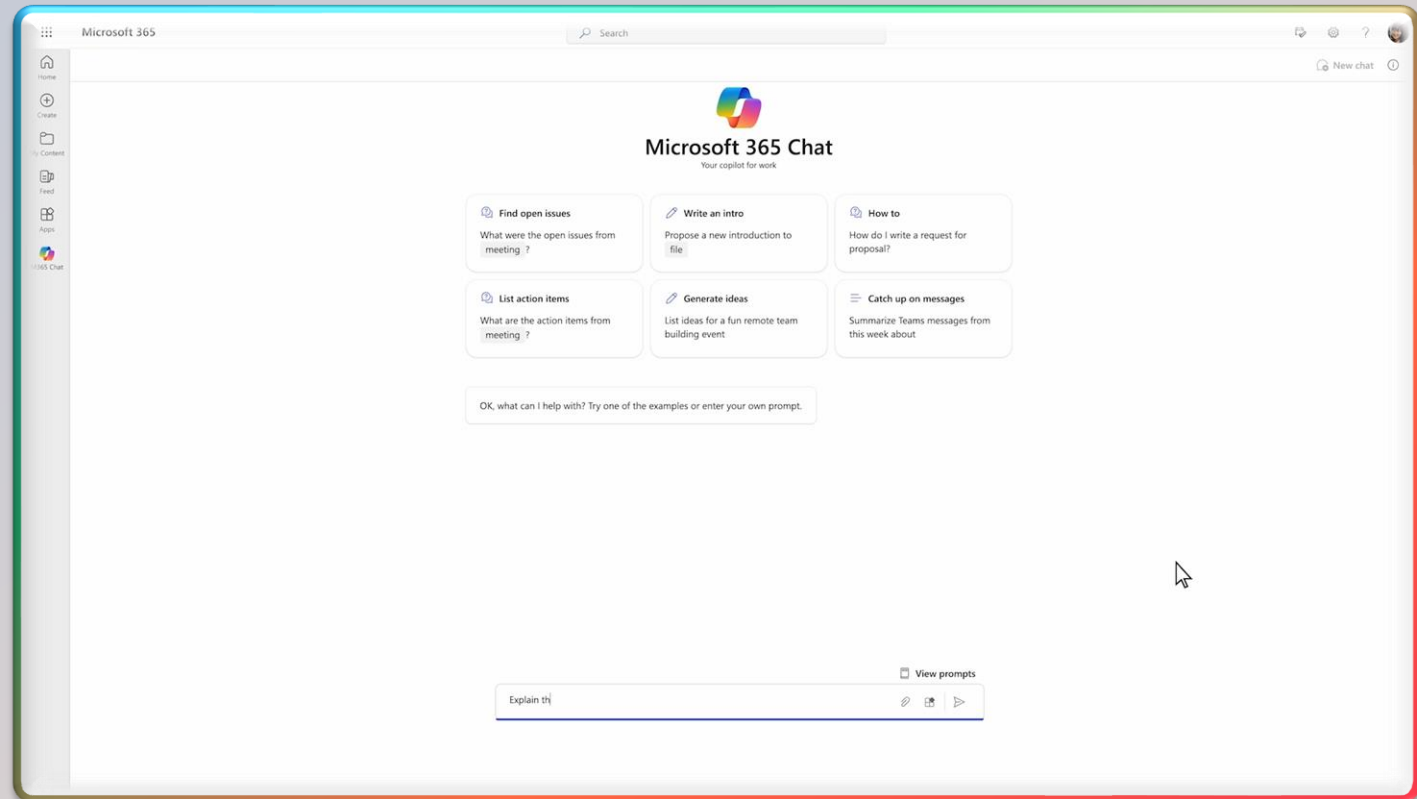 Microsoft 365
Search
New chat
Home
Create
My Content
Feed
Apps
M365 Chat
Microsoft 365 Chat
Your copilot for work
Find open issues
What were the open issues from
meeting ?
Write an intro
Propose a new introduction to
file
How to
How do I write a request for
proposal?
List action items
What are the action items from
meeting ?
Generate ideas
List ideas for a fun remote team
building event
Catch up on messages
Summarize Teams messages from
this week about
OK, what can I help with? Try one of the examples or enter your own prompt.
View prompts
Explain th